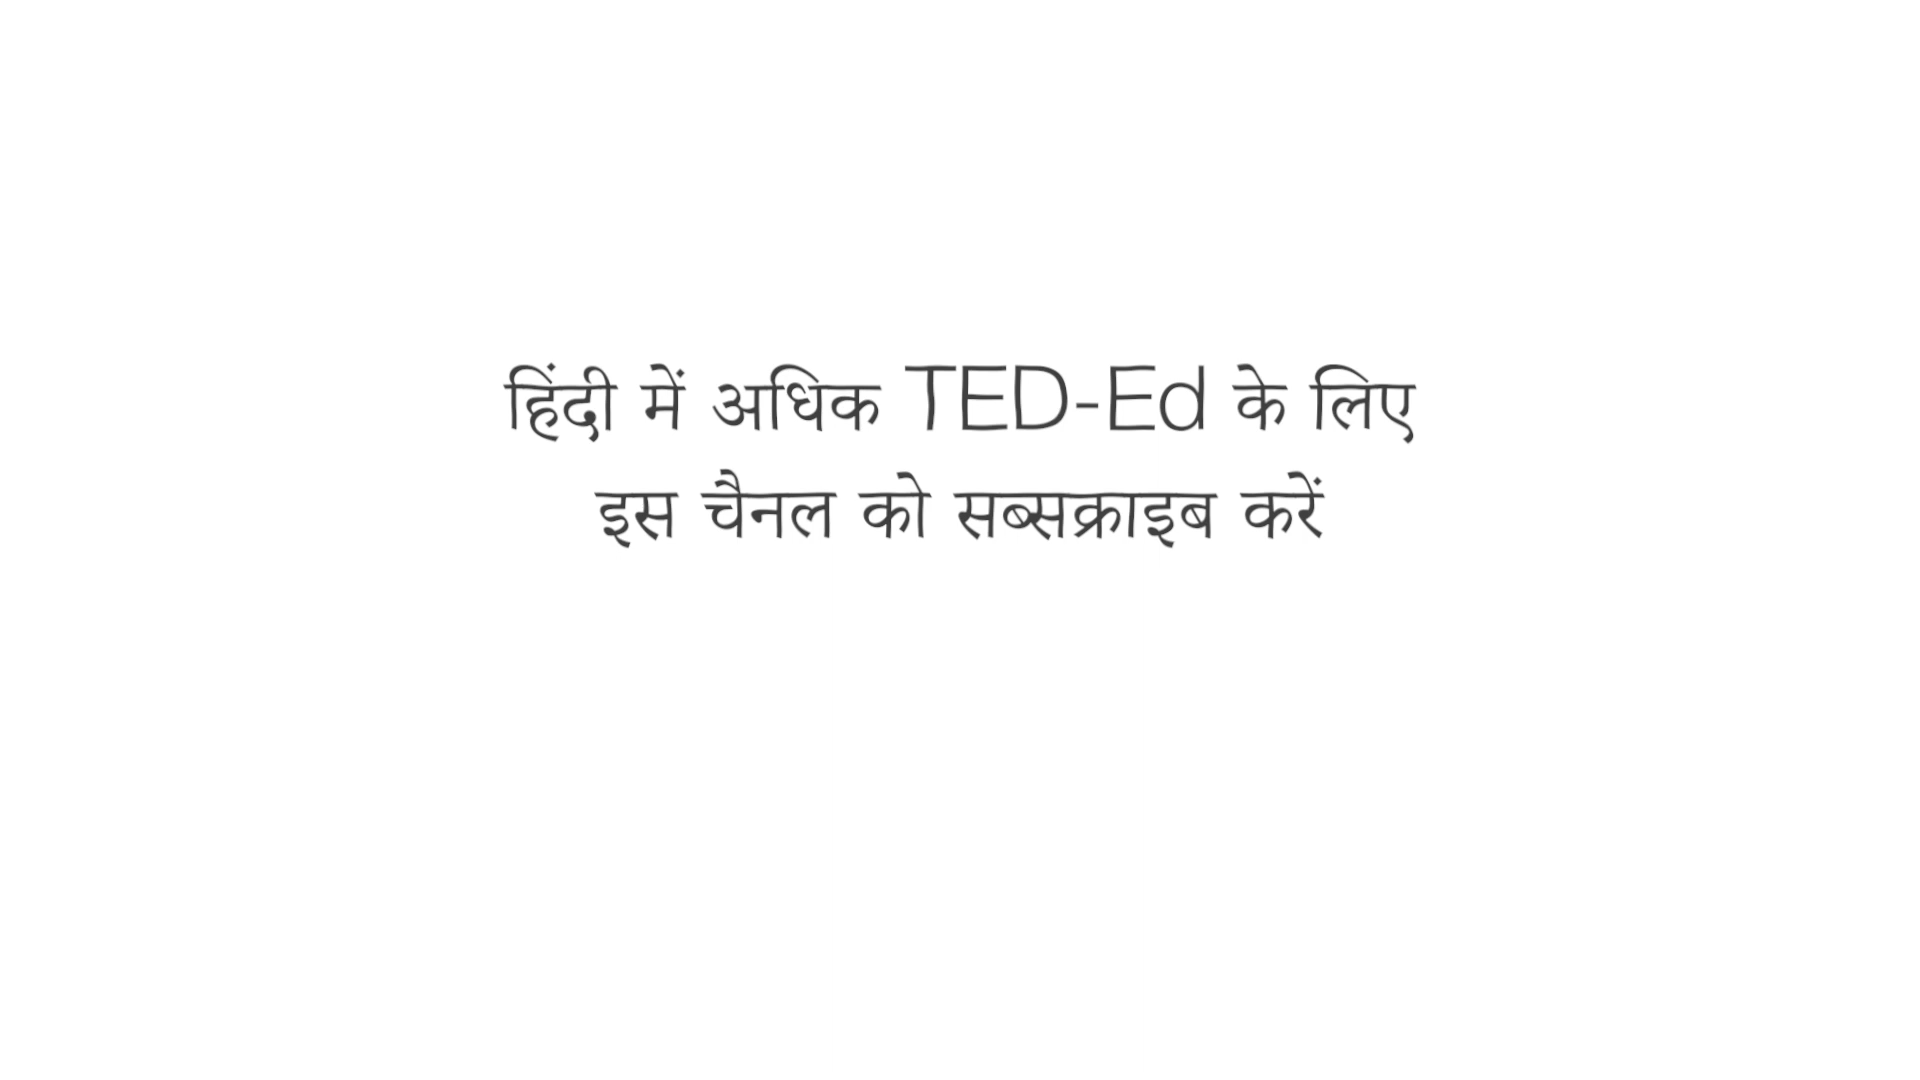 हिंदी में अधिक TED-Ed के लिए
इस चैनल को सब्सक्राइब करें